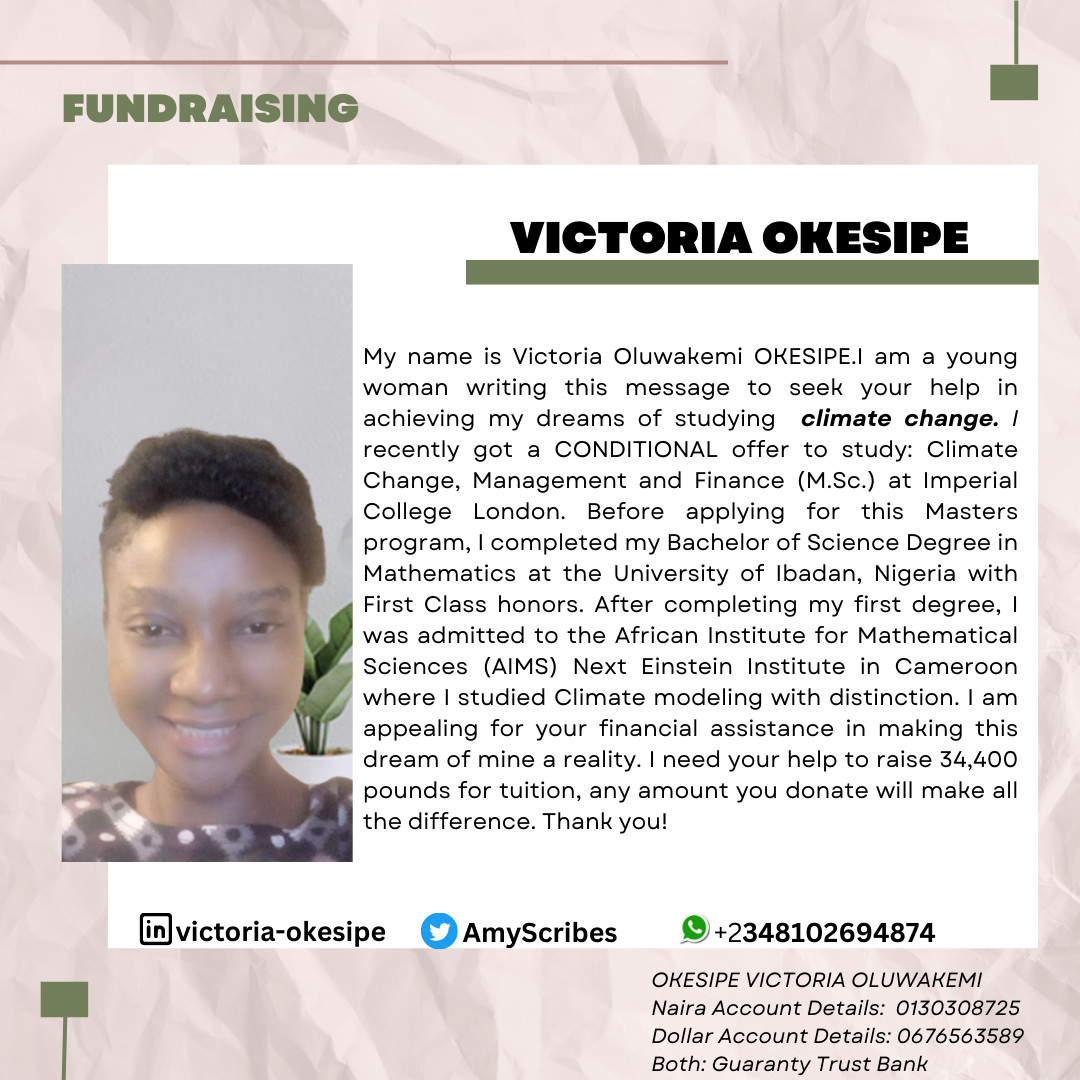 FUNDRAISING
VICTORIA OKESIPE
My name is Victoria Oluwakemi OKESIPE.I am a young
woman writing this message to seek your help in
achieving my dreams of studying climate change. I
recently got a CONDITIONAL offer to study: Climate
Change, Management and Finance (M.Sc.) at Imperial
College London. Before applying for this Masters
program, I completed my Bachelor of Science Degree in
Mathematics at the University of Ibadan, Nigeria with
First Class honors. After completing my first degree, I
was admitted to the African Institute for Mathematical
Sciences (AIMS) Next Einstein Institute in Cameroon
where I studied Climate modeling with distinction. I am
appealing for your financial assistance in making this
dream of mine a reality. I need your help to raise 34,400
pounds for tuition, any amount you donate will make all
the difference. Thank you!
in victoria-okesipe AmyScribes +2348102694874
OKESIPE VICTORIA OLUWAKEMI
Naira Account Details: 0130308725
Dollar Account Details: 0676563589
Both: Guaranty Trust Bank